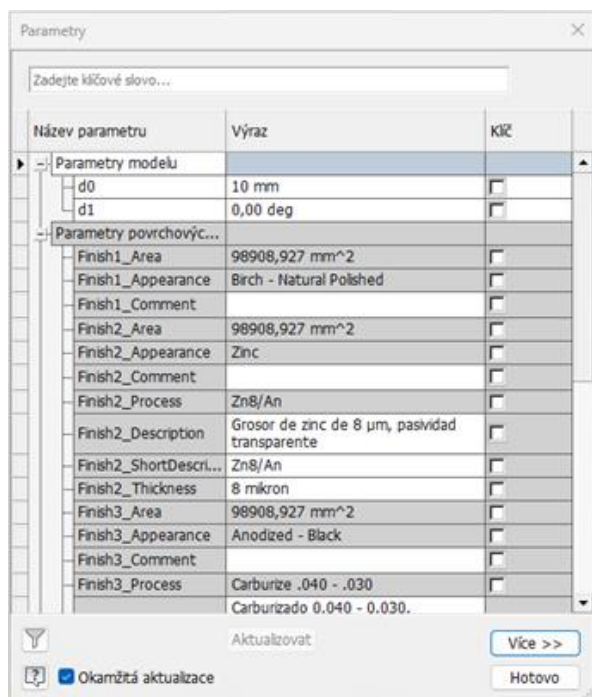 Parametry
Zadejte klíčové slovo...
Název parametru Výraz Klíč
Parametry modelu
d0 10 mm
d1 0,00 deg
Parametry povrchovýc...
Finish1_Area 98908,927 mm^2
Finish1_Appearance Birch - Natural Polished
Finish1_Comment
Finish2_Area 98908,927 mm^2
Finish2_Appearance Zinc
Finish2_Comment
Finish2_Process Zn8/An
Finish2_Description Grosor de zinc de 8 µm, pasividad
transparente
Finish2_ShortDescri... Zn8/An
Finish2_Thickness 8 mikron
Finish3_Area 98908,927 mm^2
Finish3_Appearance Anodized - Black
Finish3_Comment
Finish3_Process Carburize .040 - .030
Carburizado 0.040 - 0.030.
Aktualizovat
Více >>
Okamžitá aktualizace
Hotovo